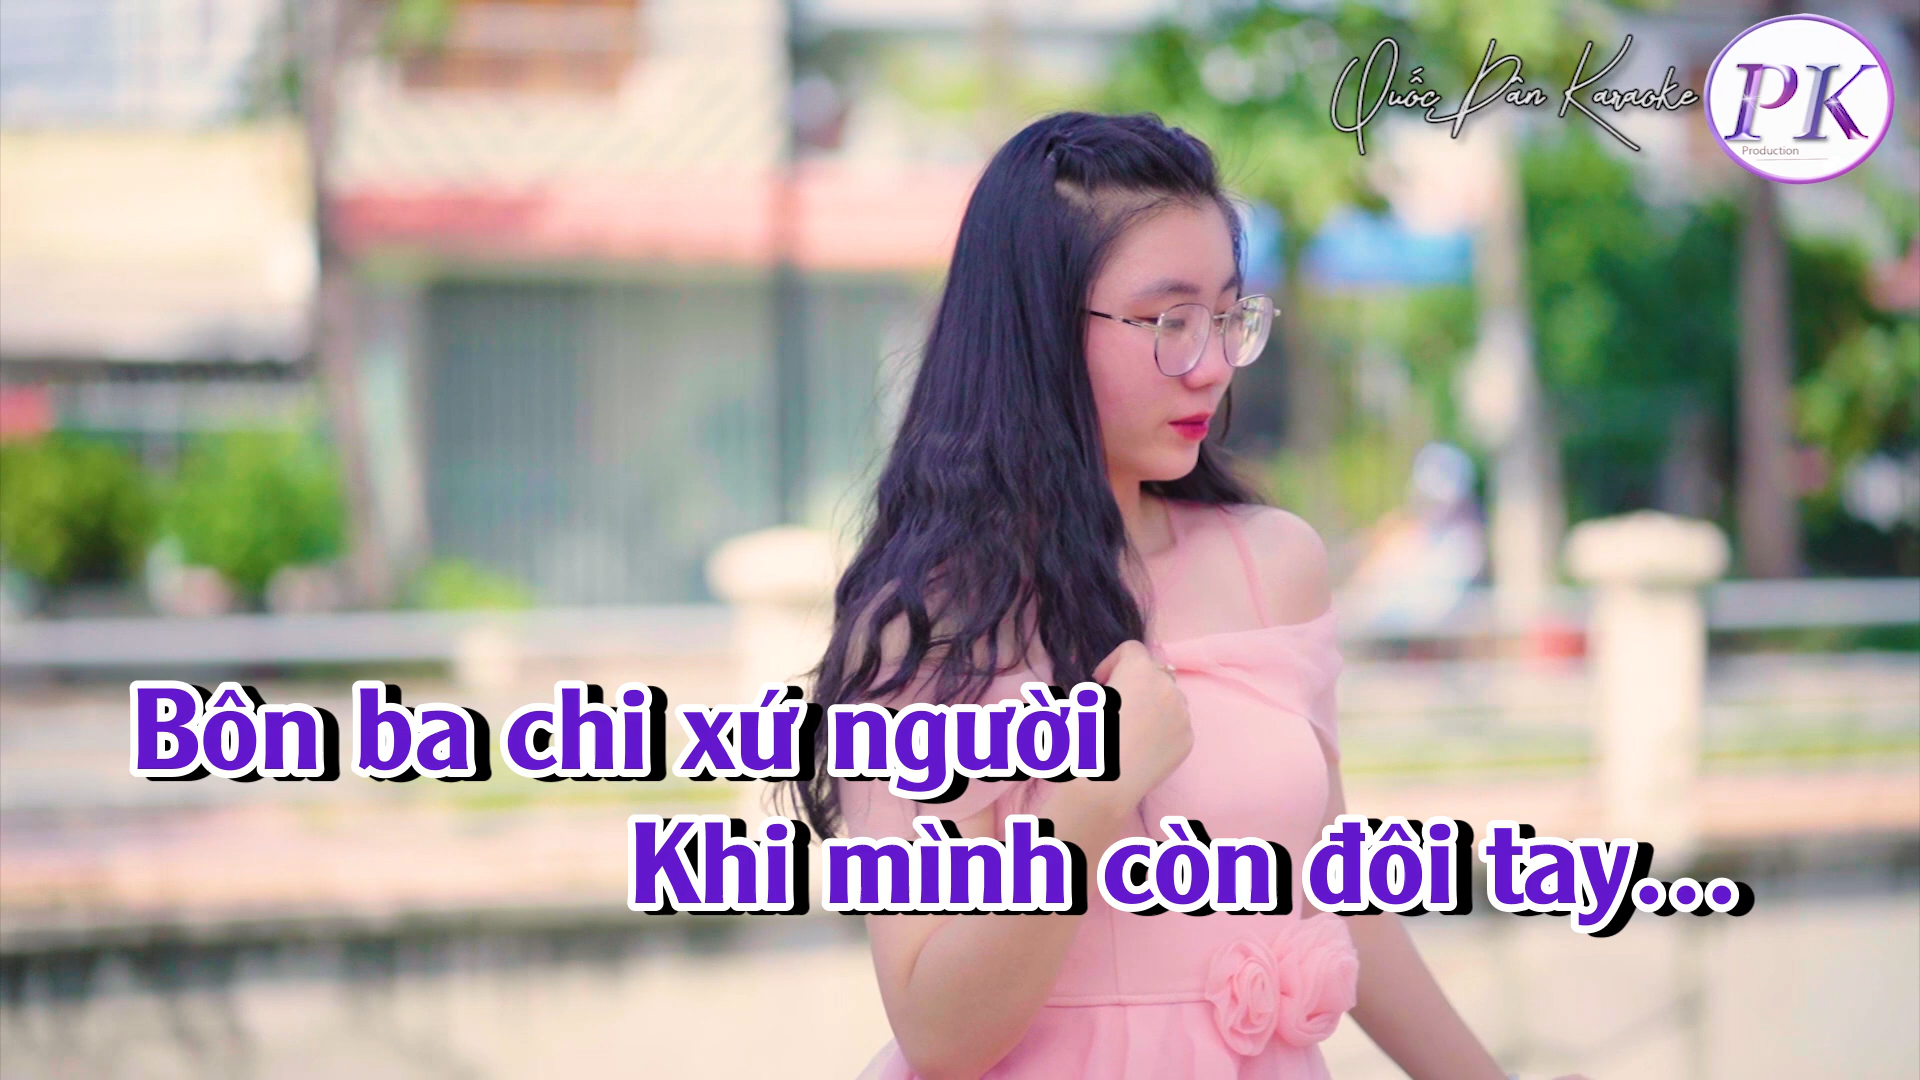 Quốc Dân Karaoke
PK
Production
Bôn ba chi xứ người
Khi mình còn đôi tay...